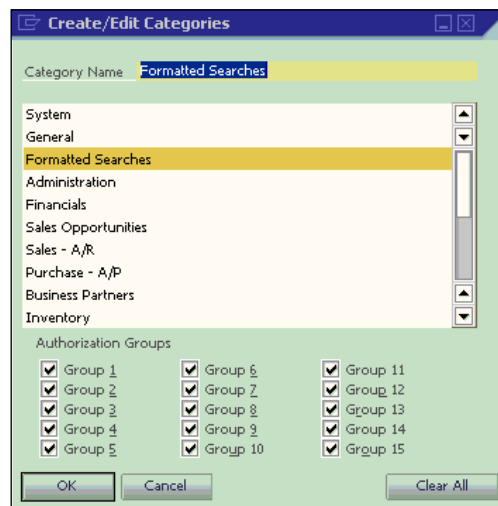 Create/Edit Categories
Category Name Formatted Searches
System
General
Formatted Searches
Administration
Financials
Sales Opportunities
Sales - A/R
Purchase - A/P
Business Partners
Inventory
Authorization Groups
Group 1 Group 6 Group 11
Group 2 Group 7 Group 12
Group 3 Group 8 Group 13
Group 4 Group 9 Group 14
Group 5 Group 10 Group 15
OK Cancel Clear All